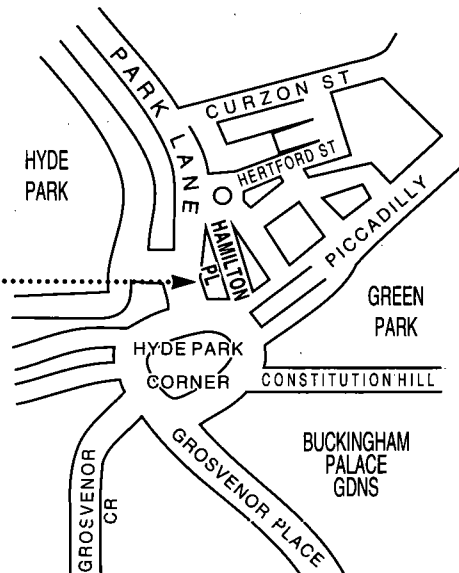 PARK LANE
CURZON ST
HYDE
PARK
HERTFORD ST
HAMILTON
PL
PICCADILLY
GREEN
PARK
HYDE PARK
CORNER
CONSTITUTION HILL
BUCKINGHAM
PALACE
GDNS
GROSVENOR
CR
GROSVENOR PLACE